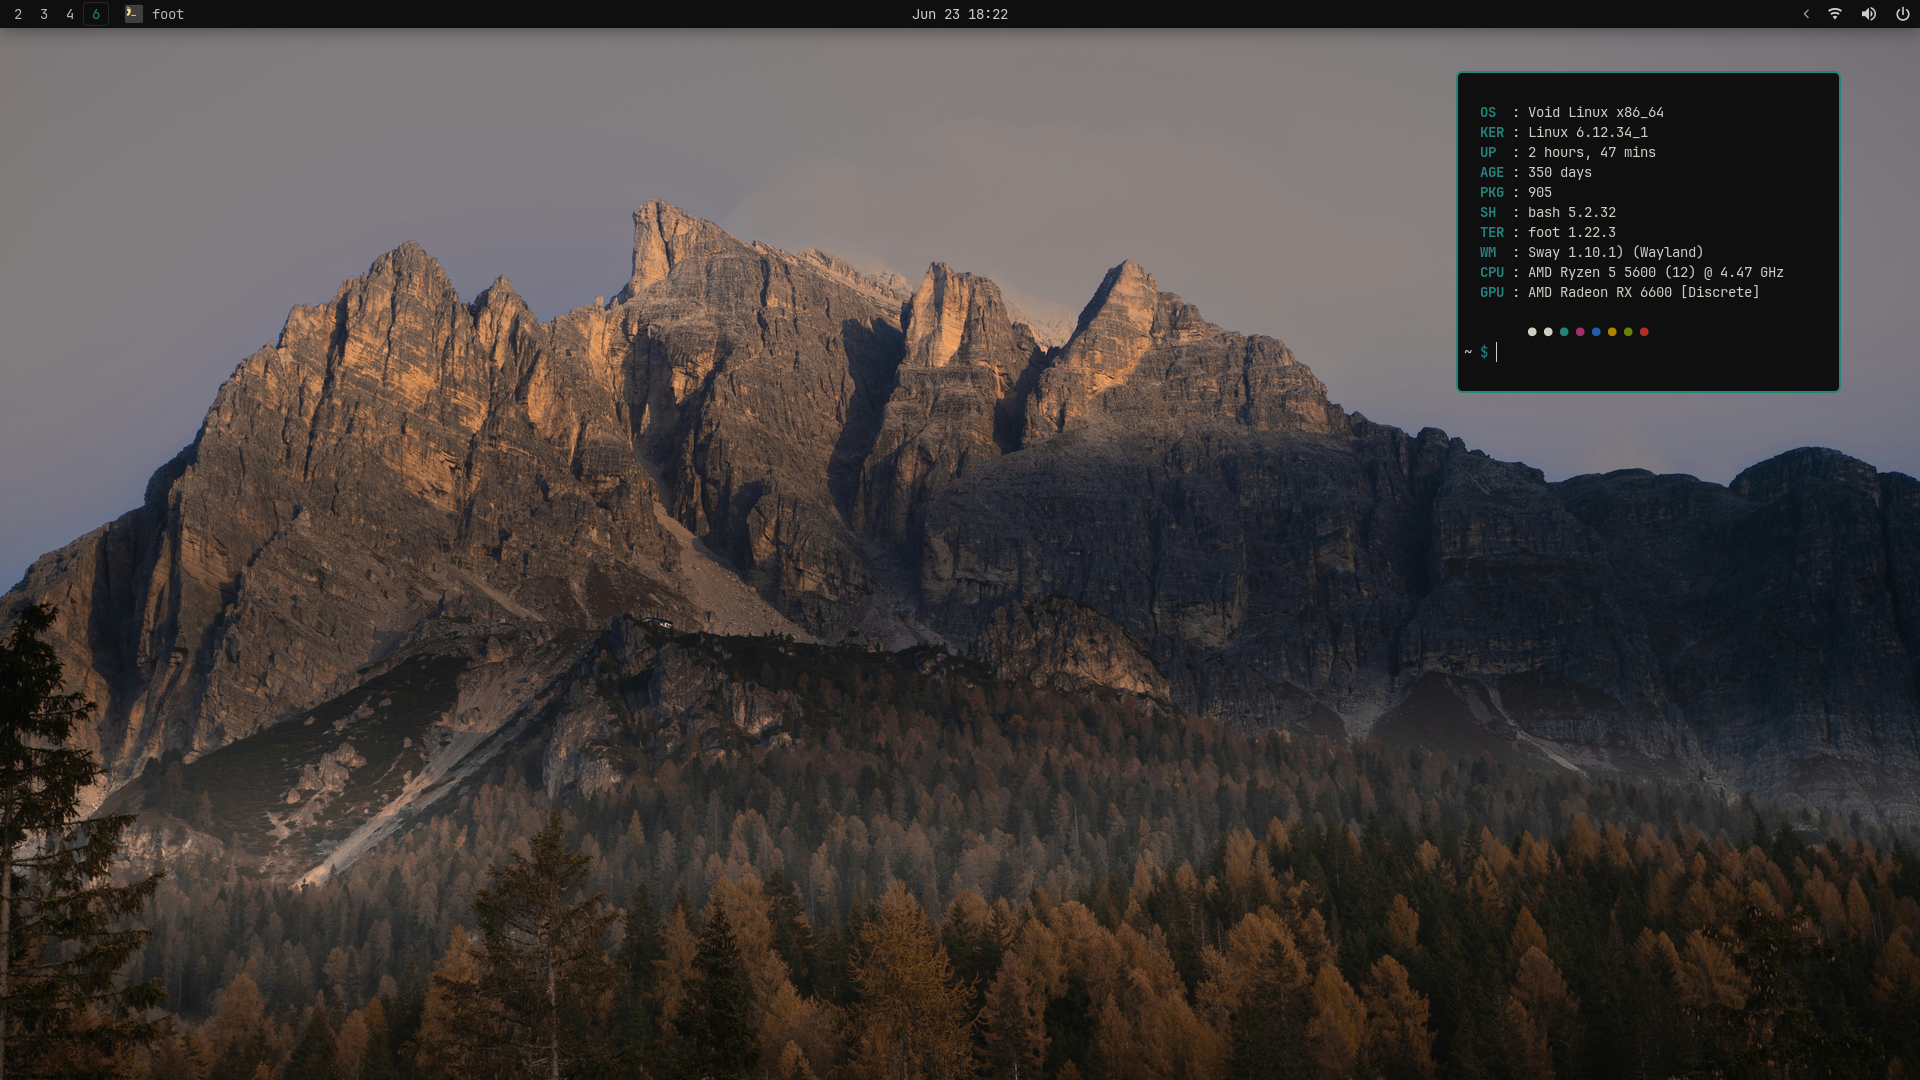 2 3 4 6 foot Jun 23 18:22
OS : Void Linux x86_64
KER : Linux 6.12.34_1
UP : 2 hours, 47 mins
AGE : 350 days
PKG : 905
SH : bash 5.2.32
TER : foot 1.22.3
WM : Sway 1.10.1) (Wayland)
CPU : AMD Ryzen 5 5600 (12) @ 4.47 GHz
GPU : AMD Radeon RX 6600 [Discrete]
~ $